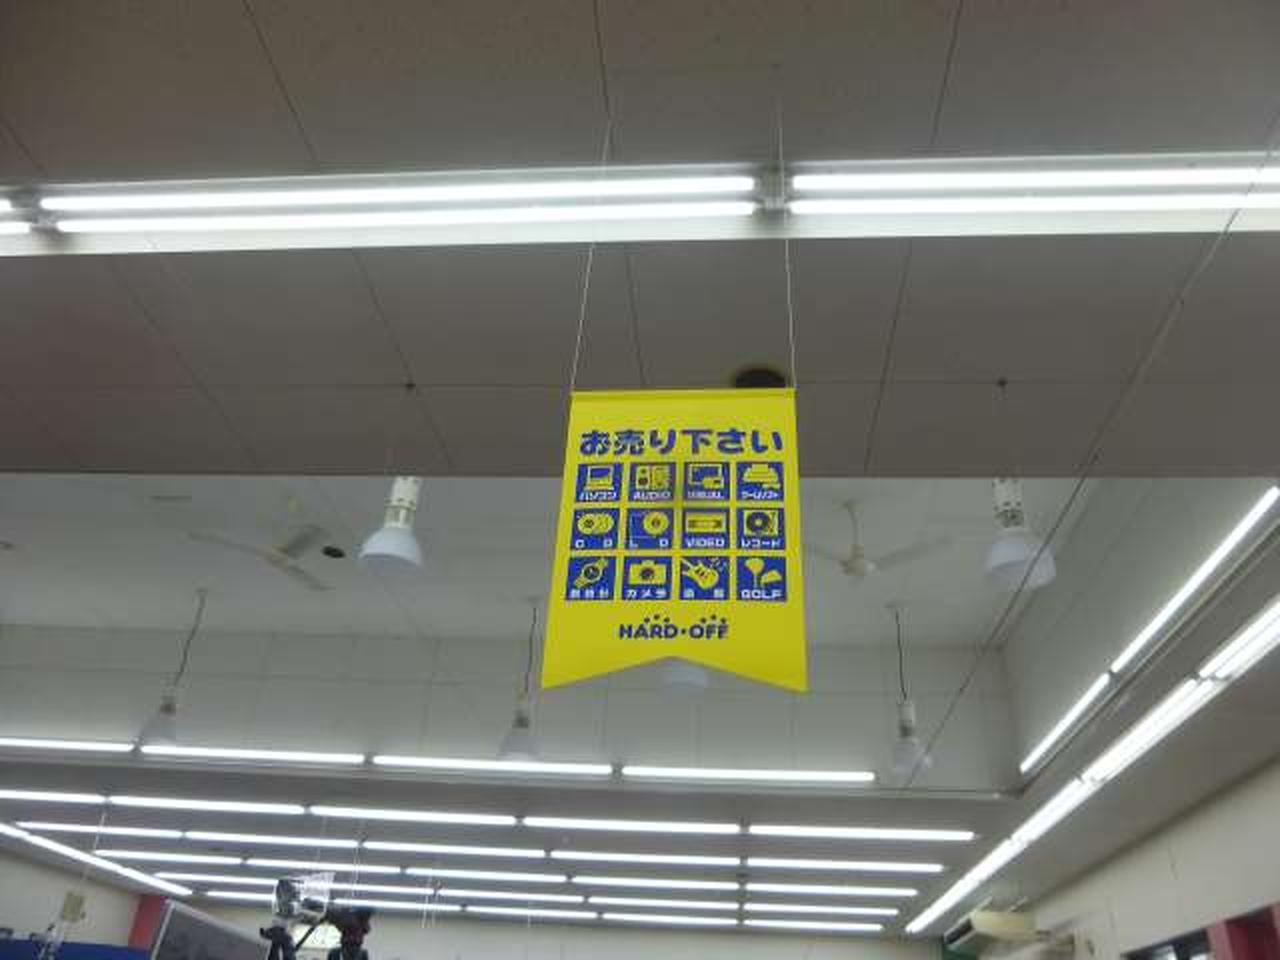 お売り下さい
パソコン AUDIO VISUAL ゲームソフト
CD LD VIDEO レコード
腕時計 カメラ 楽器 GOLF
HARD・OFF